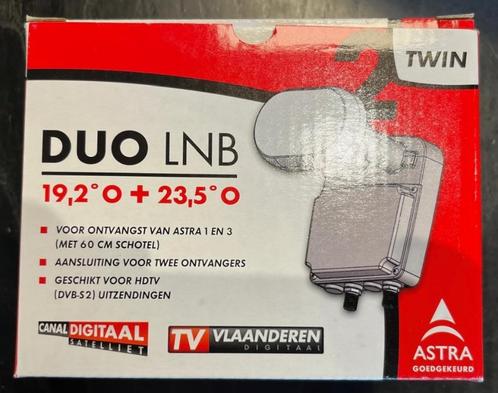 2
TWIN
DUO LNB
19,2° O + 23,5° O
VOOR ONTVANGST VAN ASTRA 1 EN 3
(MET 60 CM SCHOTEL)
AANSLUITING VOOR TWEE ONTVANGERS
GESCHIKT VOOR HDTV
(DVB-S2) UITZENDINGEN
CANAL DIGITAAL
SATELLIET
TV VLAANDEREN
DIGITAAL
ASTRA
GOEDGEKEURD